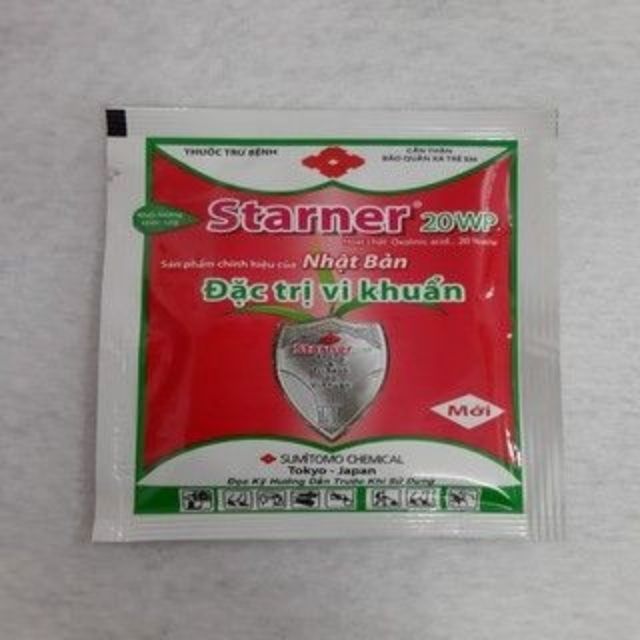 THUỐC TRỪ BỆNH
CẨN THẬN
BẢO QUẢN XA TRẺ EM
Starner® 20WP
Hoạt chất: Oxolinic acid... 20
Sản phẩm chính hiệu của Nhật Bản
Đặc trị vi khuẩn
Starner
Mới
SUMITOMO CHEMICAL
Tokyo - Japan
Đọc Kỹ Hướng Dẫn Trước Khi Sử Dụng